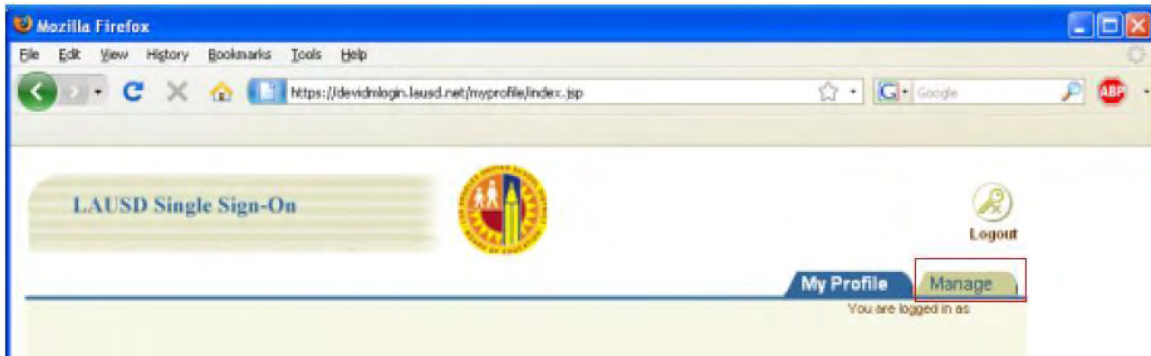 Mozilla Firefox
File Edit View History Bookmarks Tools Help
https://devidmlogin.lausd.net/myprofile/index.jsp
Google
ABP
LAUSD Single Sign-On
Logout
My Profile Manage
You are logged in as